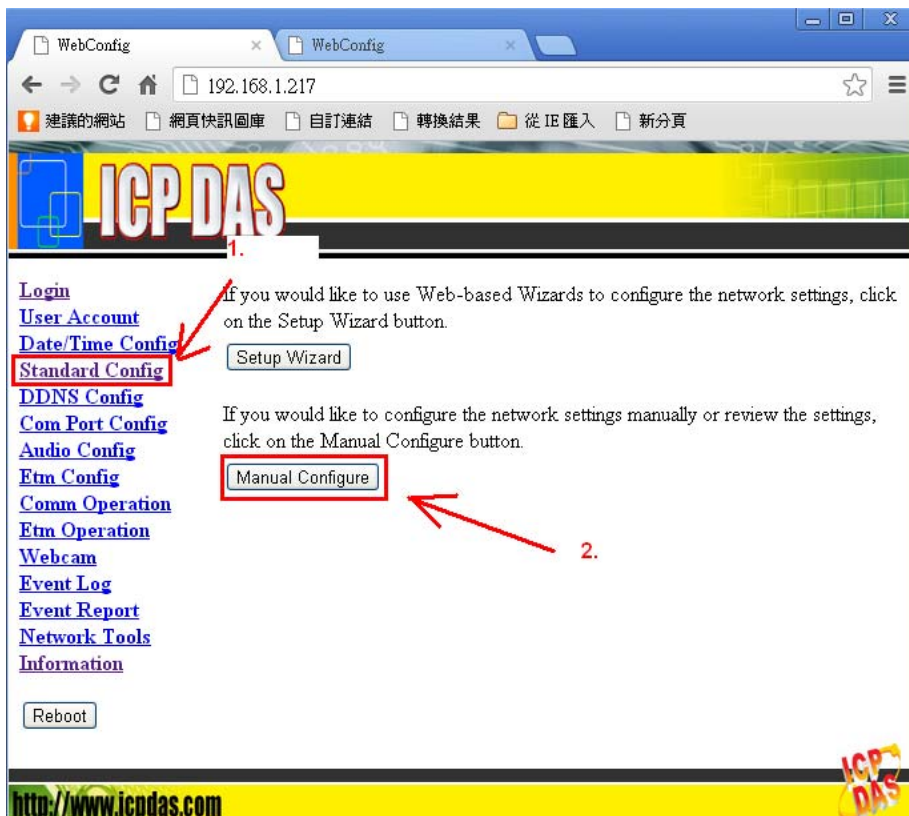 WebConfig
WebConfig
192.168.1.217
建議的網站 網頁快訊圖庫 自訂連結 轉換結果 從 IE 匯入 新分頁
ICP DAS
1.
Login
User Account
Date/Time Config
Standard Config
DDNS Config
Com Port Config
Audio Config
Etm Config
Comm Operation
Etm Operation
Webcam
Event Log
Event Report
Network Tools
Information
Reboot
If you would like to use Web-based Wizards to configure the network settings, click
on the Setup Wizard button.
Setup Wizard
If you would like to configure the network settings manually or review the settings,
click on the Manual Configure button.
Manual Configure
2.
http://www.icpdas.com
ICP
DAS